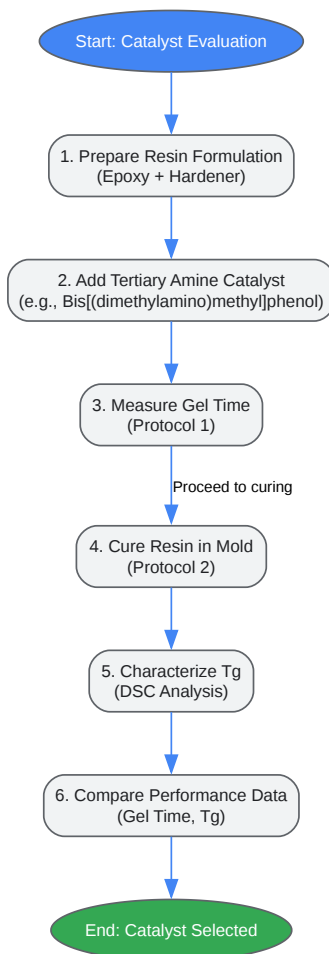 Start: Catalyst Evaluation
1. Prepare Resin Formulation
(Epoxy + Hardener)
2. Add Tertiary Amine Catalyst
(e.g., Bis[(dimethylamino)methyl]phenol)
3. Measure Gel Time
(Protocol 1)
Proceed to curing
4. Cure Resin in Mold
(Protocol 2)
5. Characterize Tg
(DSC Analysis)
6. Compare Performance Data
(Gel Time, Tg)
End: Catalyst Selected